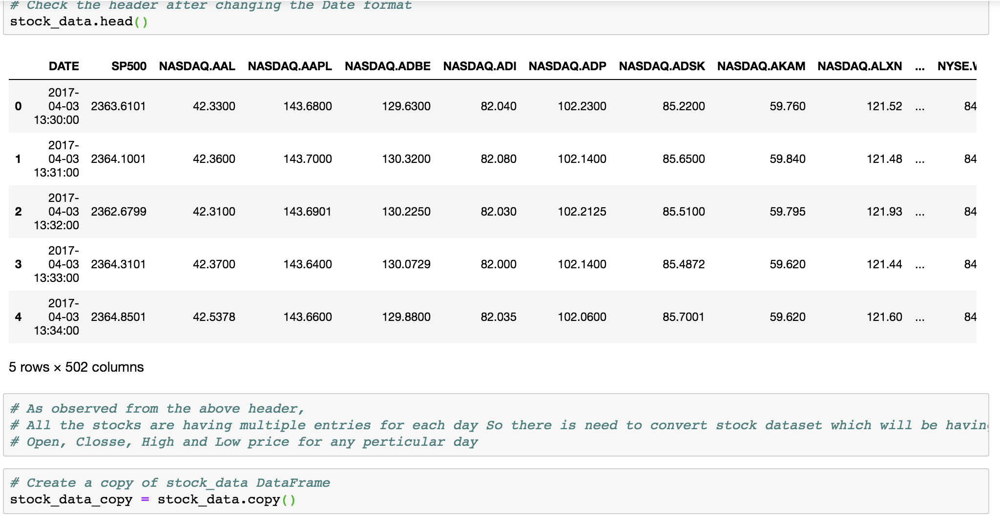 # Check the header after changing the Date format
stock_data.head()
DATE SP500 NASDAQ.AAL NASDAQ.AAPL NASDAQ.ADBE NASDAQ.ADI NASDAQ.ADP NASDAQ.ADSK NASDAQ.AKAM NASDAQ.ALXN ... NYSE.
2017-
0 04-03 2363.6101 42.3300 143.6800 129.6300 82.040 102.2300 85.2200 59.760 121.52 ... 84
13:30:00
2017-
1 04-03 2364.1001 42.3600 143.7000 130.3200 82.080 102.1400 85.6500 59.840 121.48 ... 84
13:31:00
2017-
2 04-03 2362.6799 42.3100 143.6901 130.2250 82.030 102.2125 85.5100 59.795 121.93 ... 84
13:32:00
2017-
3 04-03 2364.3101 42.3700 143.6400 130.0729 82.000 102.1400 85.4872 59.620 121.44 ... 84
13:33:00
2017-
4 04-03 2364.8501 42.5378 143.6600 129.8800 82.035 102.0600 85.7001 59.620 121.60 ... 84
13:34:00
5 rows × 502 columns
# As observed from the above header,
# All the stocks are having multiple entries for each day So there is need to convert stock dataset which will be havin
# Open, Closse, High and Low price for any perticular day
# Create a copy of stock_data DataFrame
stock_data_copy = stock_data.copy()